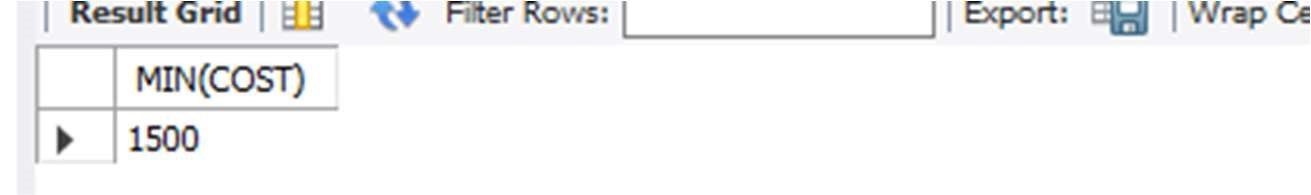 Result Grid | Filter Rows: | Export: | Wrap Ce
MIN(COST)
1500